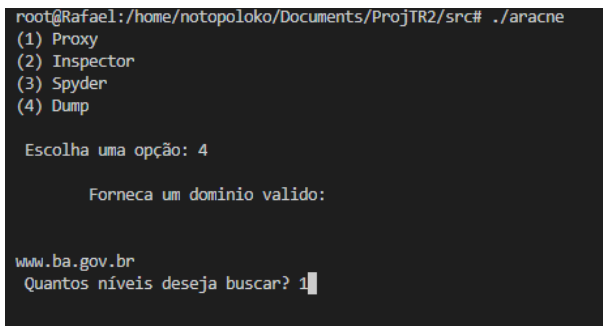 root@Rafael:/home/notopoloko/Documents/ProjTR2/src# ./aracne
(1) Proxy
(2) Inspector
(3) Spyder
(4) Dump
Escolha uma opção: 4
Forneca um dominio valido:
www.ba.gov.br
Quantos níveis deseja buscar? 1